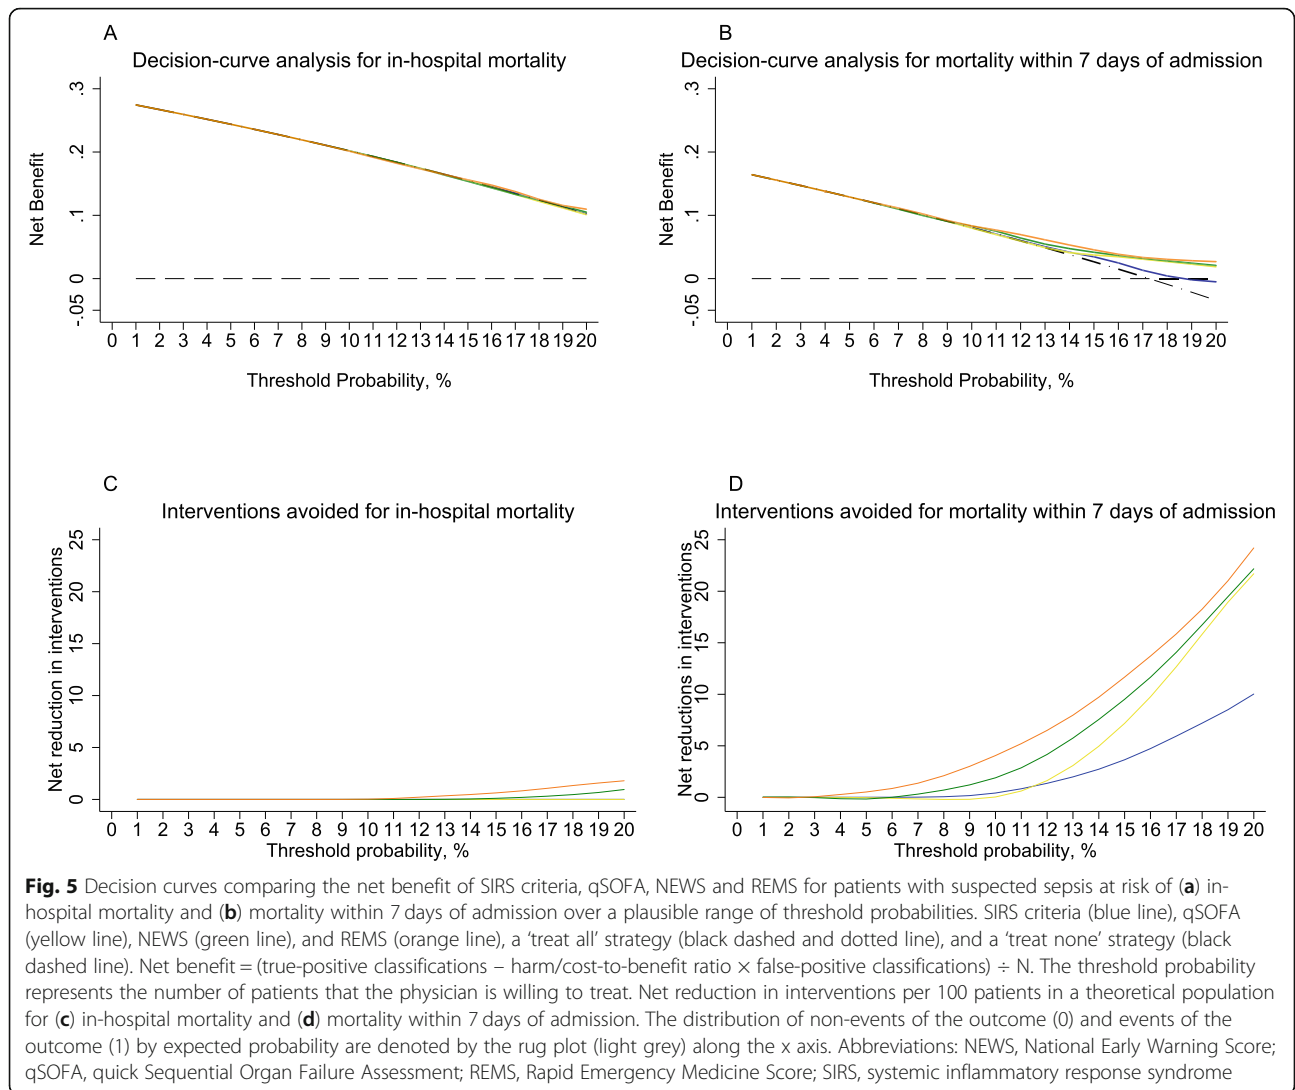 A
Decision-curve analysis for in-hospital mortality
.3
.2
.1
0
-.05
Net Benefit
0 1 2 3 4 5 6 7 8 9 10 11 12 13 14 15 16 17 18 19 20
Threshold Probability, %
B
Decision-curve analysis for mortality within 7 days of admission
.3
.2
.1
0
-.05
Net Benefit
0 1 2 3 4 5 6 7 8 9 10 11 12 13 14 15 16 17 18 19 20
Threshold Probability, %
C
Interventions avoided for in-hospital mortality
25
20
15
10
5
0
Net reduction in interventions
0 1 2 3 4 5 6 7 8 9 10 11 12 13 14 15 16 17 18 19 20
Threshold probability, %
D
Interventions avoided for mortality within 7 days of admission
25
20
15
10
5
0
Net reductions in interventions
0 1 2 3 4 5 6 7 8 9 10 11 12 13 14 15 16 17 18 19 20
Threshold probability, %
Fig. 5 Decision curves comparing the net benefit of SIRS criteria, qSOFA, NEWS and REMS for patients with suspected sepsis at risk of (a) in-
hospital mortality and (b) mortality within 7 days of admission over a plausible range of threshold probabilities. SIRS criteria (blue line), qSOFA
(yellow line), NEWS (green line), and REMS (orange line), a ‘treat all’ strategy (black dashed and dotted line), and a ‘treat none’ strategy (black
dashed line). Net benefit = (true-positive classifications – harm/cost-to-benefit ratio × false-positive classifications) ÷ N. The threshold probability
represents the number of patients that the physician is willing to treat. Net reduction in interventions per 100 patients in a theoretical population
for (c) in-hospital mortality and (d) mortality within 7 days of admission. The distribution of non-events of the outcome (0) and events of the
outcome (1) by expected probability are denoted by the rug plot (light grey) along the x axis. Abbreviations: NEWS, National Early Warning Score;
qSOFA, quick Sequential Organ Failure Assessment; REMS, Rapid Emergency Medicine Score; SIRS, systemic inflammatory response syndrome